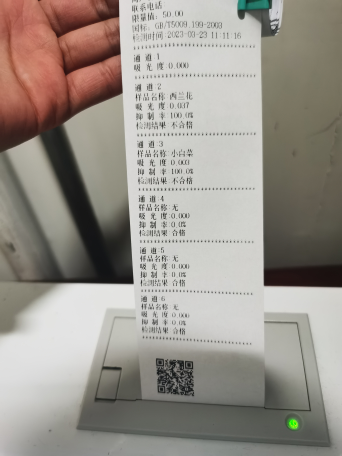 联系电话
限量值: 50.00
国标: GB/T5009.199-2003
检测时间 2023-03-23 11:11:16
通 道:1
吸 光 度:0.000
通 道:2
样品名称:西兰花
吸 光 度:0.037
抑 制 率:100.0%
检测结果 不合格
通 道:3
样品名称:小白菜
吸 光 度:0.003
抑 制 率:100.0%
检测结果:不合格
通 道:4
样品名称:无
吸 光 度:0.000
抑 制 率:0.0%
检测结果 合格
通 道:5
样品名称:无
吸 光 度:0.000
抑 制 率:0.0%
检测结果 合格
通 道:6
样品名称:无
吸 光 度:0.000
抑 制 率:0.0%
检测结果:合格